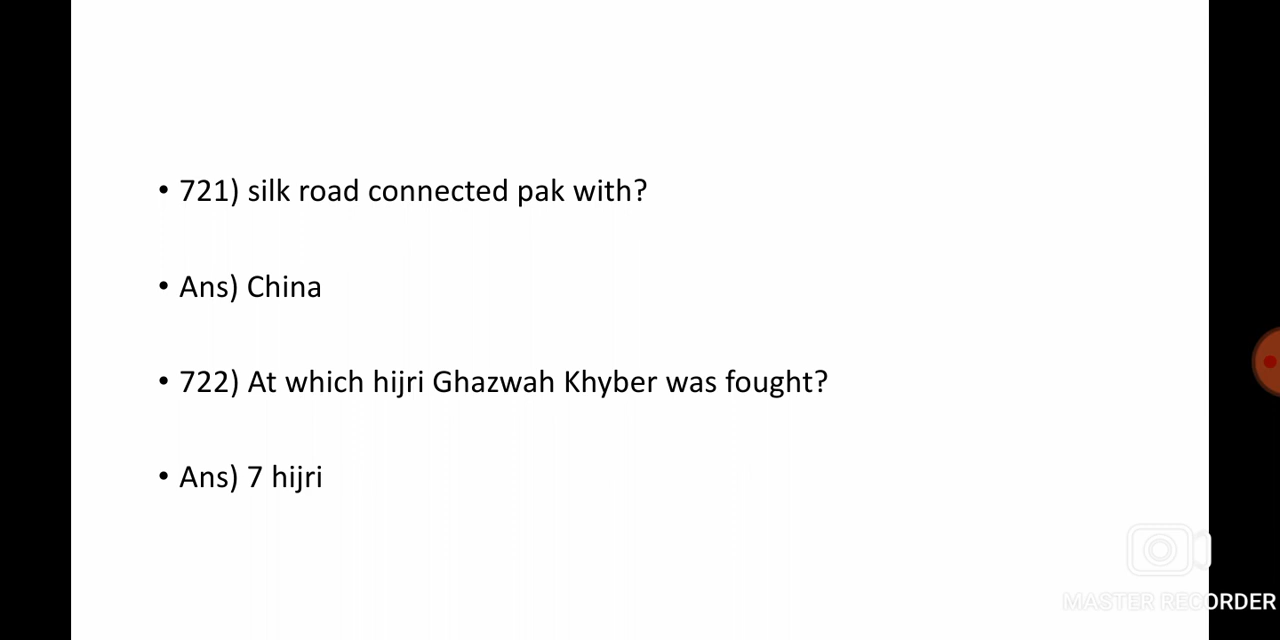 • 721) silk road connected pak with?
• Ans) China
• 722) At which hijri Ghazwah Khyber was fought?
• Ans) 7 hijri
MASTER RECORDER